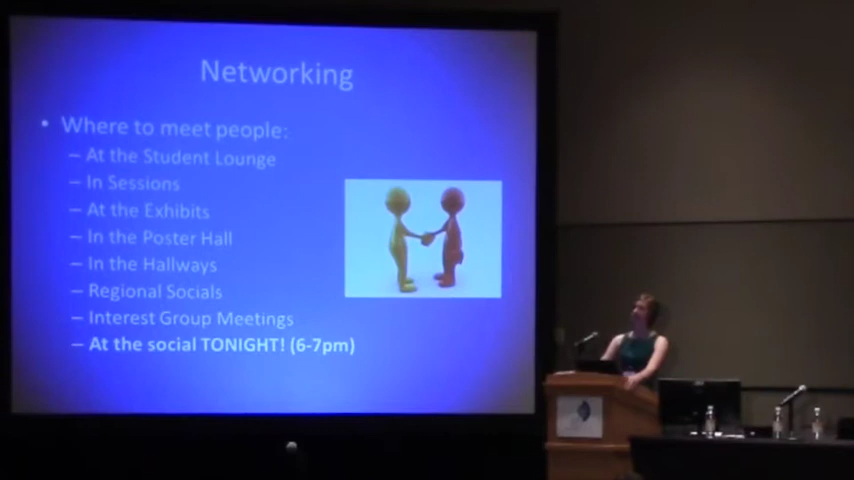 Networking
• Where to meet people:
– At the Student Lounge
– In Sessions
– At the Exhibits
– In the Poster Hall
– In the Hallways
– Regional Socials
– Interest Group Meetings
– At the social TONIGHT! (6-7pm)